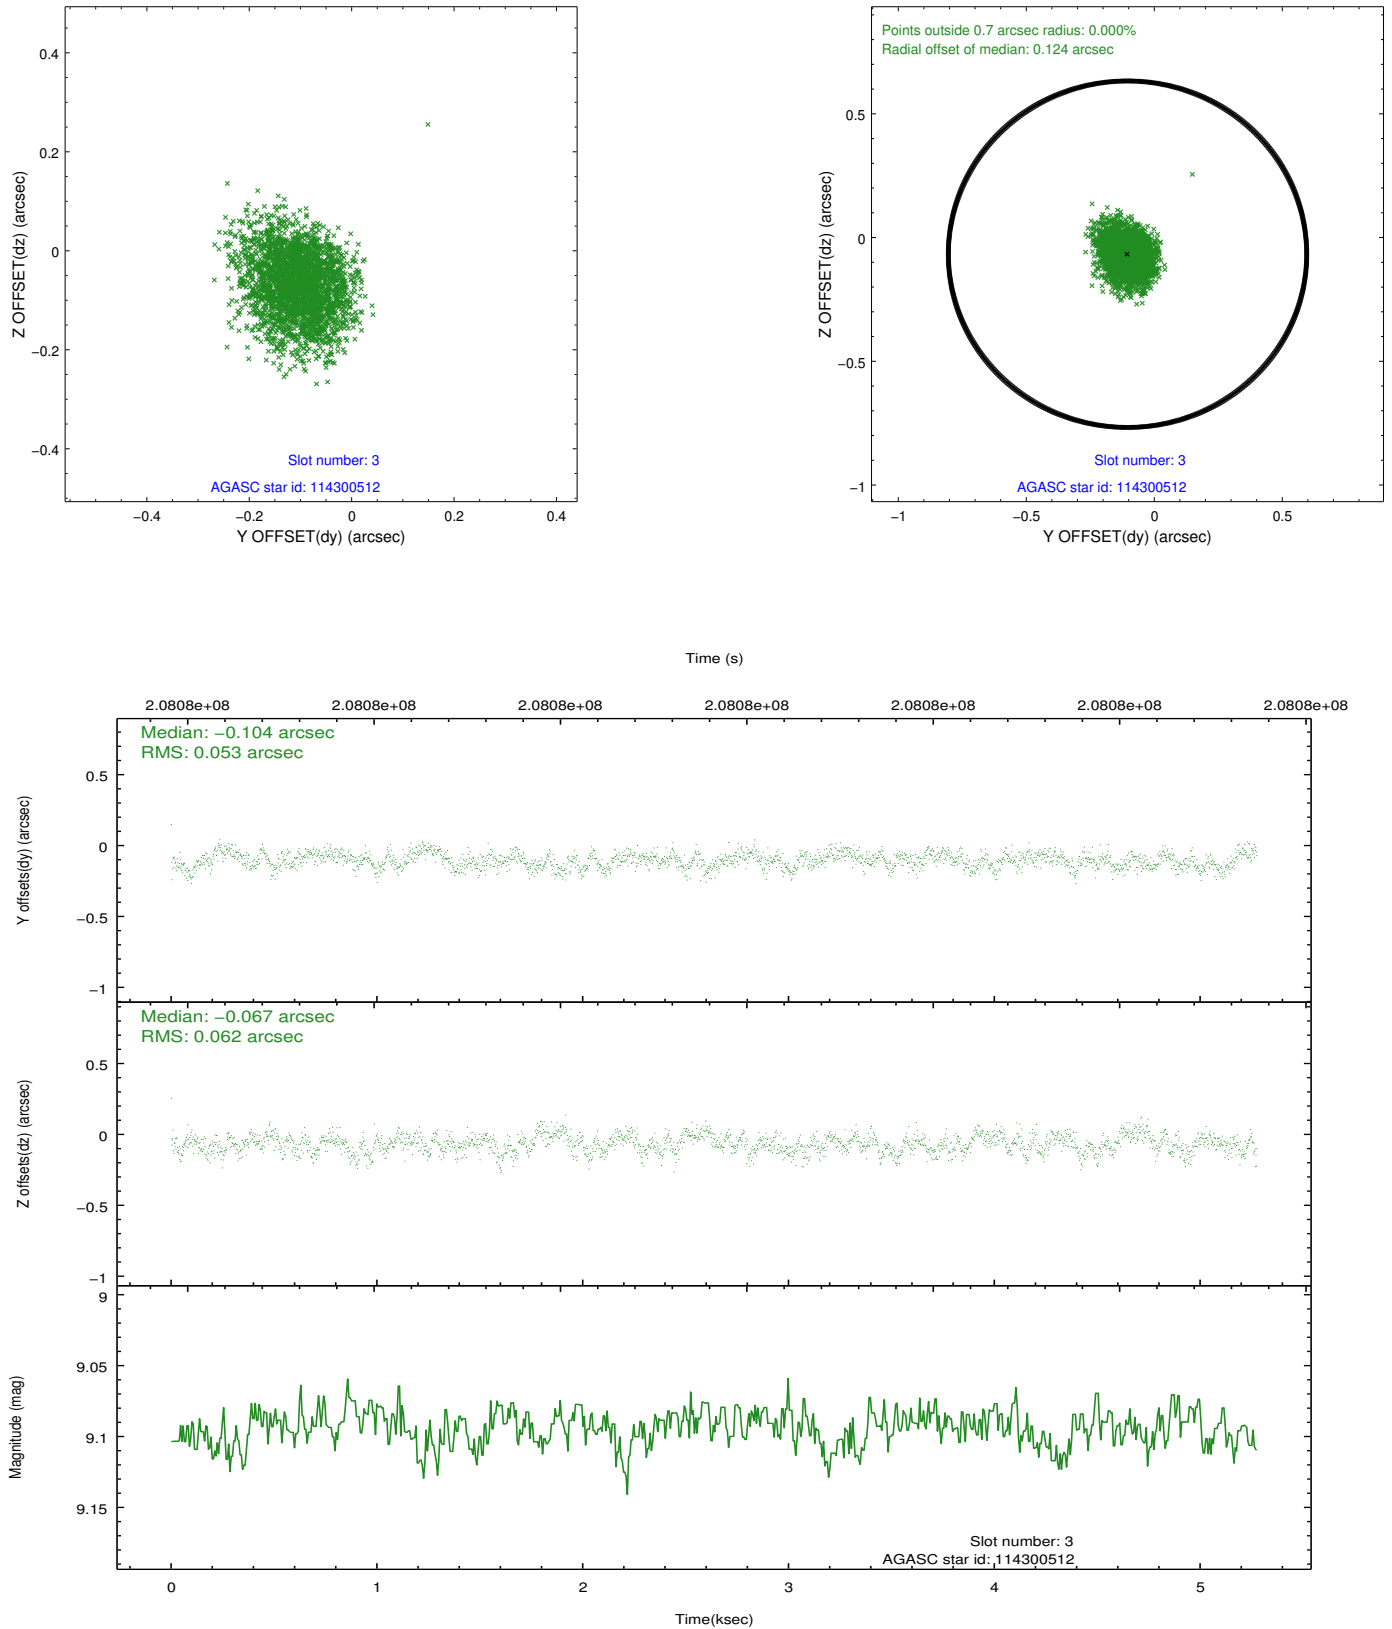 0.4
0.2
0
−0.2
−0.4
Z OFFSET(dz) (arcsec)
Slot number: 3
AGASC star id: 114300512
−0.4 −0.2 0 0.2 0.4
Y OFFSET(dy) (arcsec)
Points outside 0.7 arcsec radius: 0.000%
Radial offset of median: 0.124 arcsec
0.5
0
−0.5
−1
Z OFFSET(dz) (arcsec)
Slot number: 3
AGASC star id: 114300512
−1 −0.5 0 0.5
Y OFFSET(dy) (arcsec)
Time (s)
2.0808e+08 2.0808e+08 2.0808e+08 2.0808e+08 2.0808e+08 2.0808e+08 2.0808e+08
Median: −0.104 arcsec
RMS: 0.053 arcsec
0.5
0
−0.5
−1
Y offsets(dy) (arcsec)
Median: −0.067 arcsec
RMS: 0.062 arcsec
0.5
0
−0.5
−1
Z offsets(dz) (arcsec)
9
9.05
9.1
9.15
Magnitude (mag)
Slot number: 3
AGASC star id: 114300512
0 1 2 3 4 5
Time(ksec)